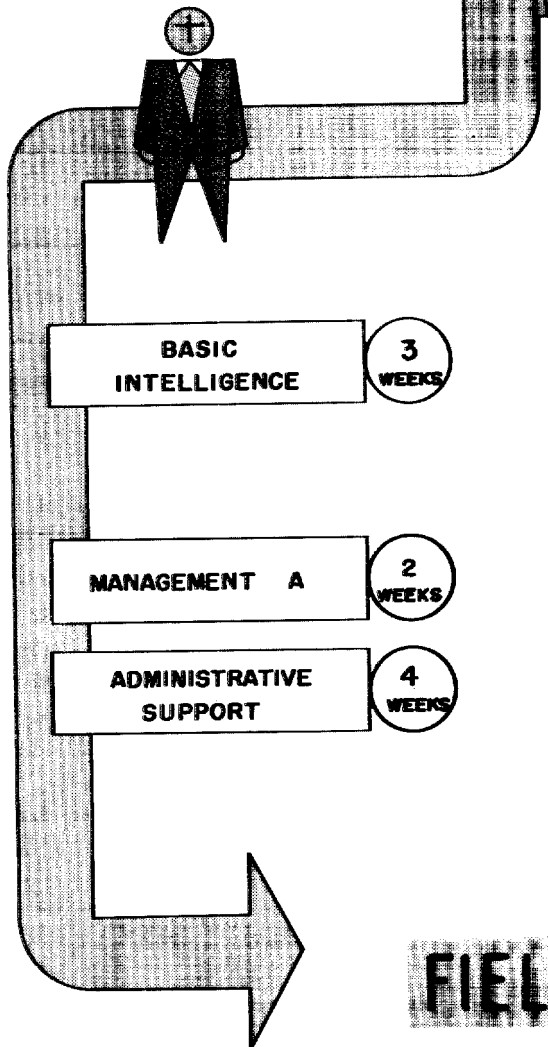 BASIC
INTELLIGENCE
3
WEEKS
MANAGEMENT A
2
WEEKS
ADMINISTRATIVE
SUPPORT
4
WEEKS
FIEL